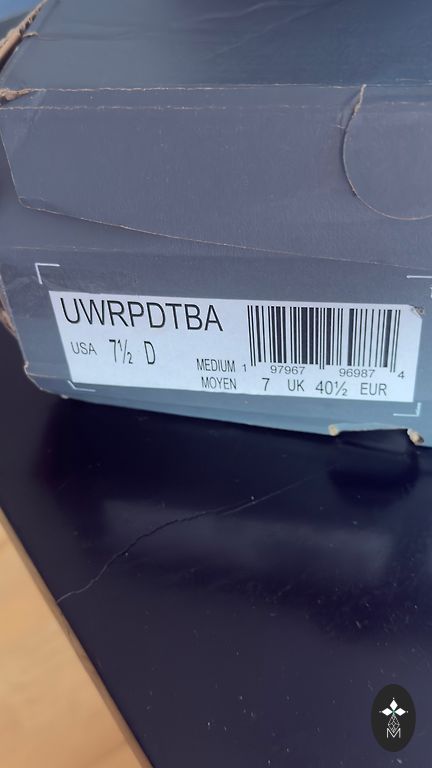 UWRPDTBA
USA 7½ D
MEDIUM 1 97967 96987 4
MOYEN 7 UK 40½ EUR
M